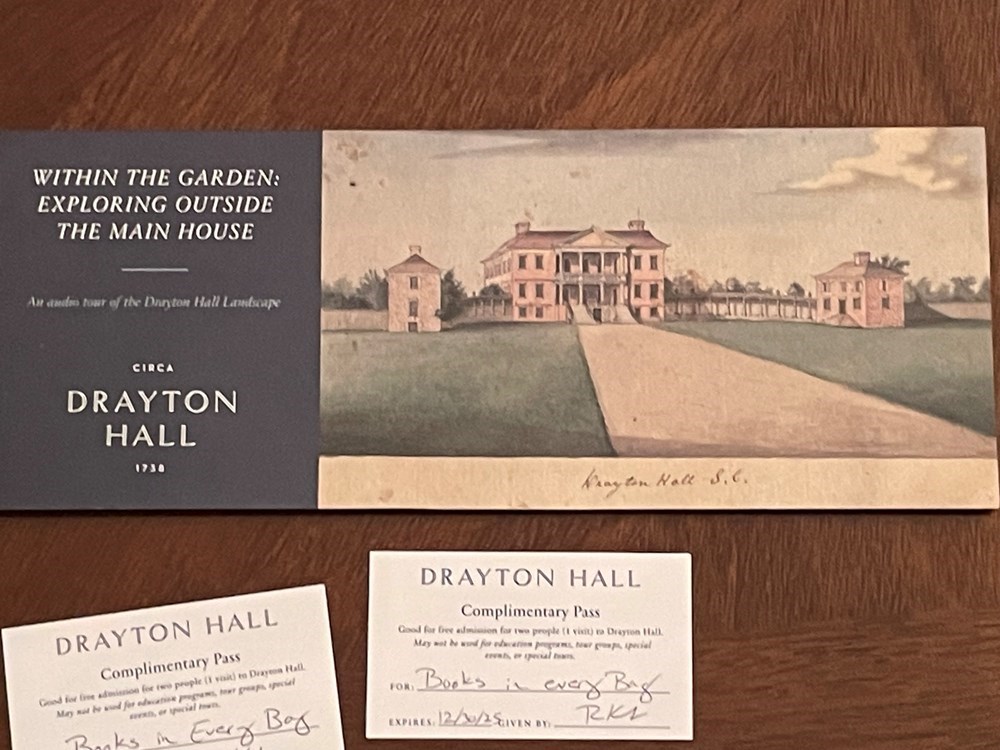 WITHIN THE GARDEN:
EXPLORING OUTSIDE
THE MAIN HOUSE
An audio tour of the Drayton Hall Landscape
CIRCA
DRAYTON
HALL
1738
Drayton Hall S.C.
DRAYTON HALL
Complimentary Pass
Good for free admission for two people (1 visit) to Drayton Hall.
May not be used for education programs, tour groups, special
events, or special tours.
Books in Every Bag
DRAYTON HALL
Complimentary Pass
Good for free admission for two people (1 visit) to Drayton Hall.
May not be used for education programs, tour groups, special
events, or special tours.
FOR: Books in every Bag
EXPIRES: 12/30/25 GIVEN BY: